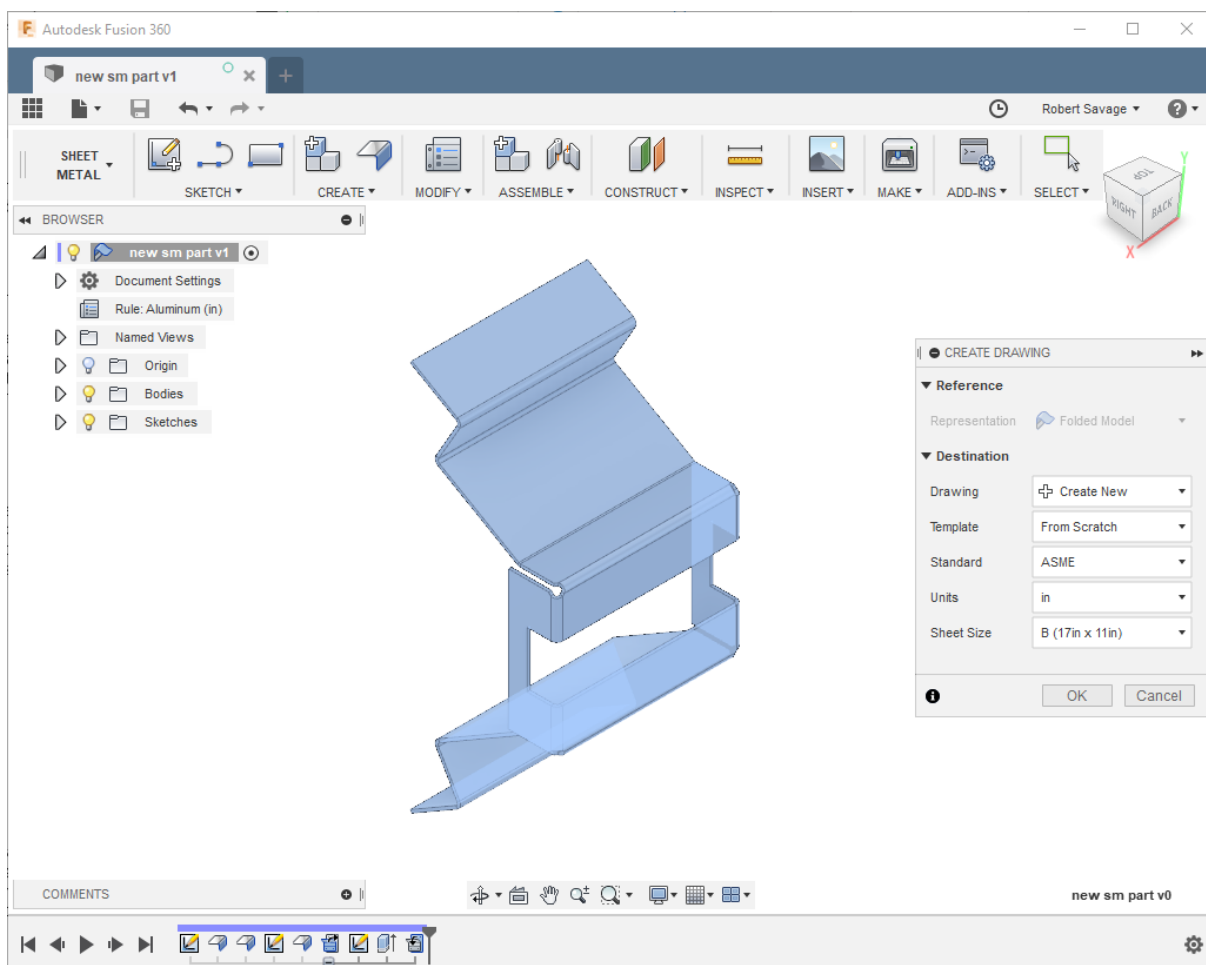 Autodesk Fusion 360
new sm part v1
Robert Savage
SHEET
METAL
SKETCH
CREATE
MODIFY
ASSEMBLE
CONSTRUCT
INSPECT
INSERT
MAKE
ADD-INS
SELECT
TOP
RIGHT
BACK
Y
X
BROWSER
new sm part v1
Document Settings
Rule: Aluminum (in)
Named Views
Origin
Bodies
Sketches
CREATE DRAWING
Reference
Representation Folded Model
Destination
Drawing Create New
Template From Scratch
Standard ASME
Units in
Sheet Size B (17in x 11in)
OK Cancel
COMMENTS
new sm part v0